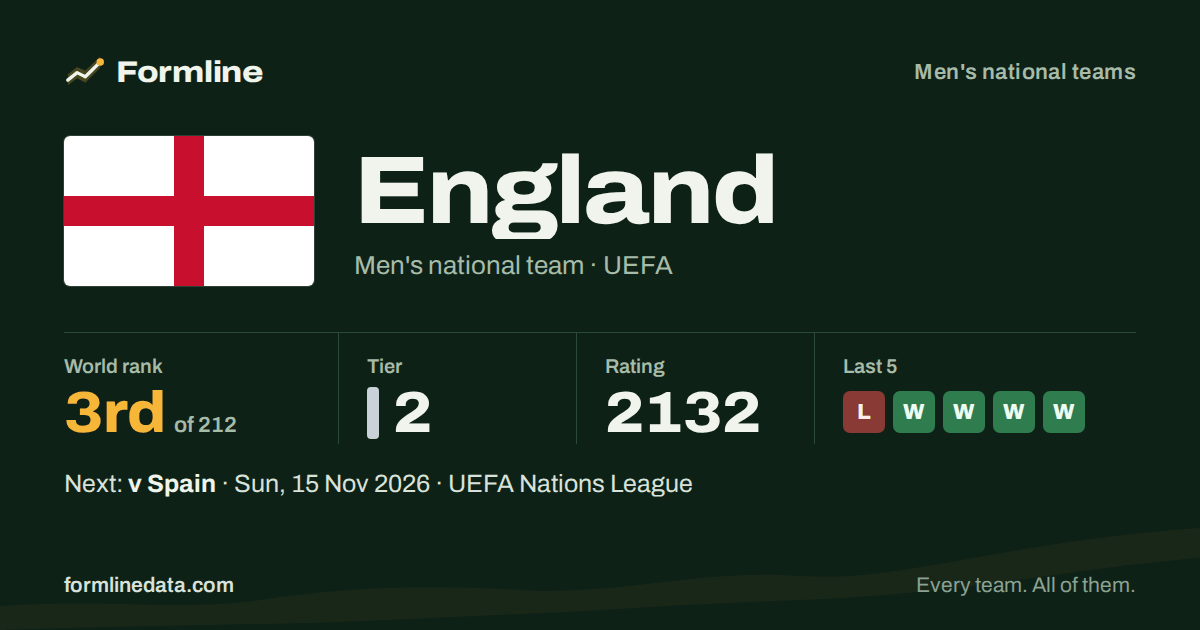 Formline
Men's national teams
England
Men's national team · UEFA
World rank
3rd of 212
Tier
2
Rating
2132
Last 5
L W W W W
Next: v Spain · Sun, 15 Nov 2026 · UEFA Nations League
formlinedata.com
Every team. All of them.